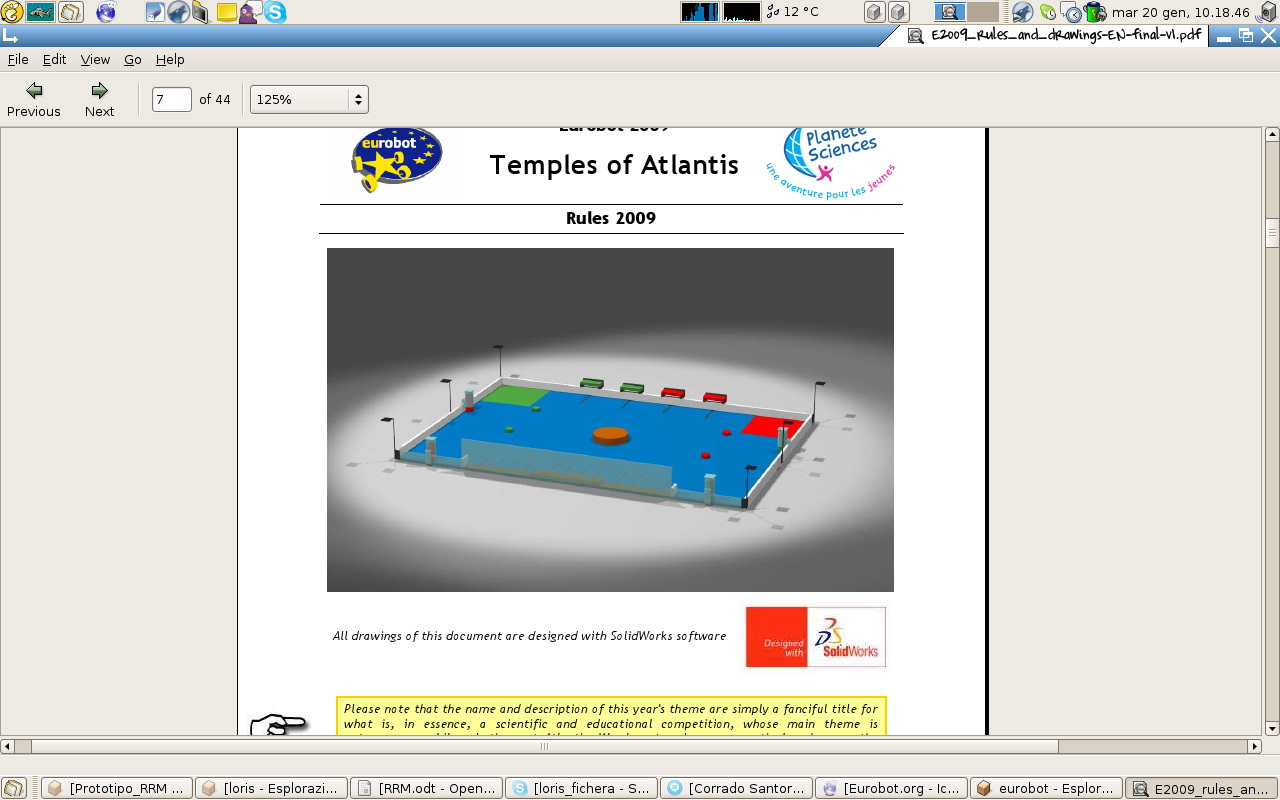 12 °C
mar 20 gen, 10.18.46
E2009_Rules_and_drawings-EN-final-V1.pdf
File Edit View Go Help
Previous Next 7 of 44 125%
Eurobot 2009
eurobot
Temples of Atlantis
Planète
Sciences
une aventure pour les jeunes
Rules 2009
All drawings of this document are designed with SolidWorks software
Designed
with
SolidWorks
Please note that the name and description of this year's theme are simply a fanciful title for
what is, in essence, a scientific and educational competition, whose main theme is
[Prototipo_RRM ... [loris - Esplorazi... [RRM.odt - Open... [loris_fichera - S... [Corrado Santor... [Eurobot.org - Ic... eurobot - Esplor... E2009_rules_an...